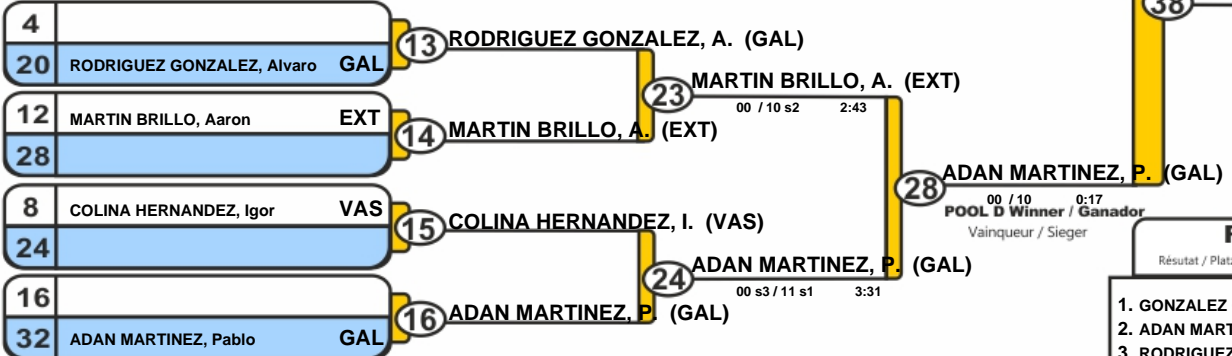 38
4
20 RODRIGUEZ GONZALEZ, Alvaro GAL
13 RODRIGUEZ GONZALEZ, A. (GAL)
23 MARTIN BRILLO, A. (EXT)
00 / 10 s2 2:43
12 MARTIN BRILLO, Aaron EXT
28
14 MARTIN BRILLO, A. (EXT)
28 ADAN MARTINEZ, P. (GAL)
00 / 10 0:17
POOL D Winner / Ganador
Vainqueur / Sieger
8 COLINA HERNANDEZ, Igor VAS
24
15 COLINA HERNANDEZ, I. (VAS)
24 ADAN MARTINEZ, P. (GAL)
00 s3 / 11 s1 3:31
16
32 ADAN MARTINEZ, Pablo GAL
16 ADAN MARTINEZ, P. (GAL)
Résutat / Platz
1. GONZALEZ
2. ADAN MART
3. RODRIGUEZ